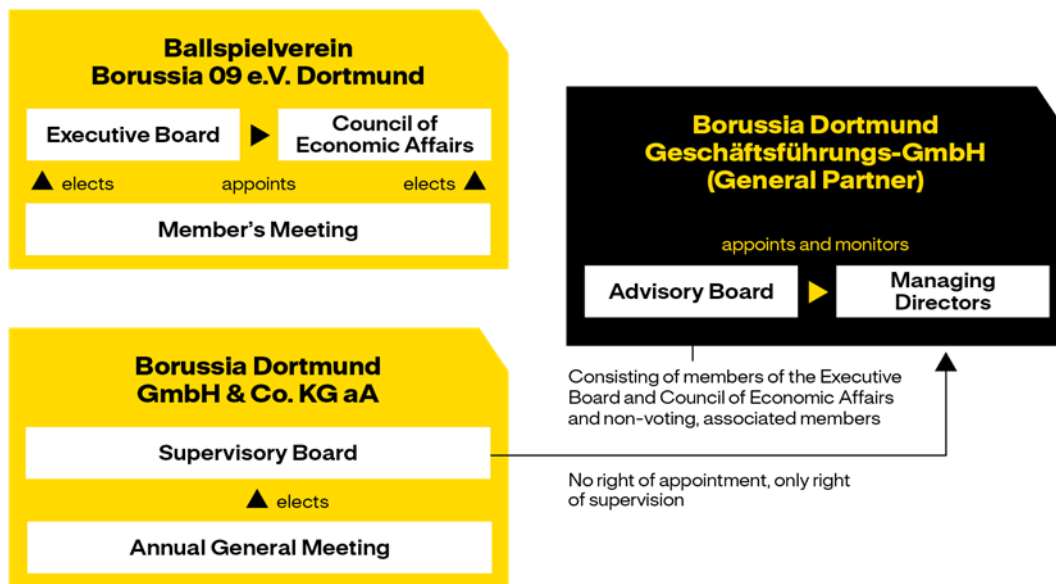 Ballspielverein
Borussia 09 e.V. Dortmund
Executive Board
Council of
Economic Affairs
elects
appoints
elects
Member’s Meeting
Borussia Dortmund
Geschäftsführungs-GmbH
(General Partner)
appoints and monitors
Advisory Board
Managing
Directors
Consisting of members of the Executive
Board and Council of Economic Affairs
and non-voting, associated members
Borussia Dortmund
GmbH & Co. KG aA
Supervisory Board
elects
Annual General Meeting
No right of appointment, only right
of supervision